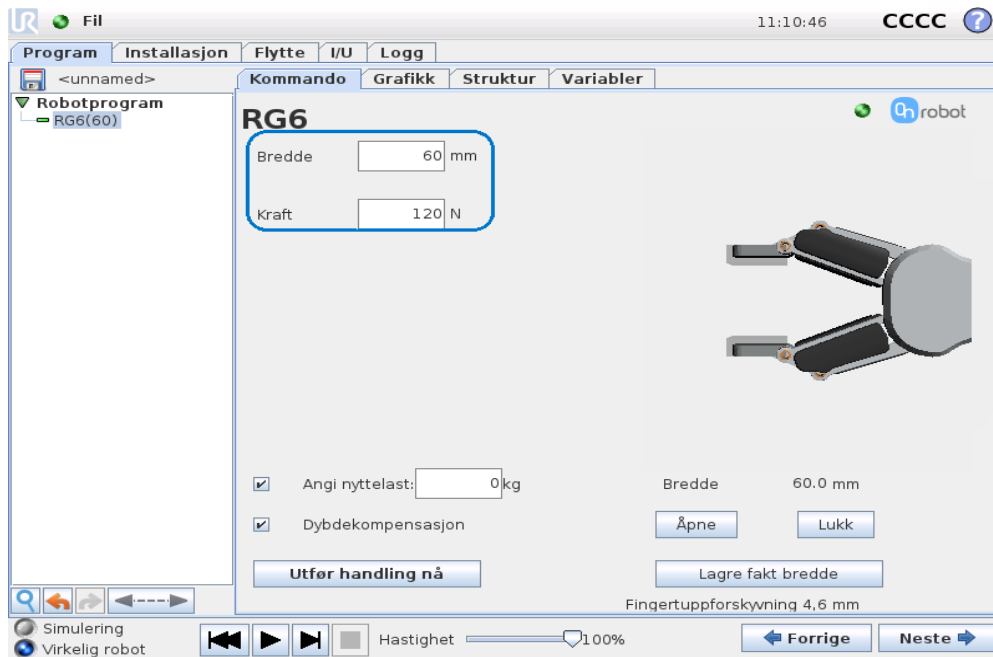 UR Fil 11:10:46 CCCC ?
Program Installasjon Flytte I/U Logg
<unnamed> Kommando Grafikk Struktur Variabler
Robotprogram
RG6(60)
RG6
On robot
Bredde 60 mm
Kraft 120 N
Angi nyttelast: 0 kg Bredde 60.0 mm
Dybdekompensasjon Åpne Lukk
Utfør handling nå Lagre fakt bredde
Fingertuppforskyvning 4,6 mm
Simulering
Virkelig robot
Hastighet 100% Forrige Neste